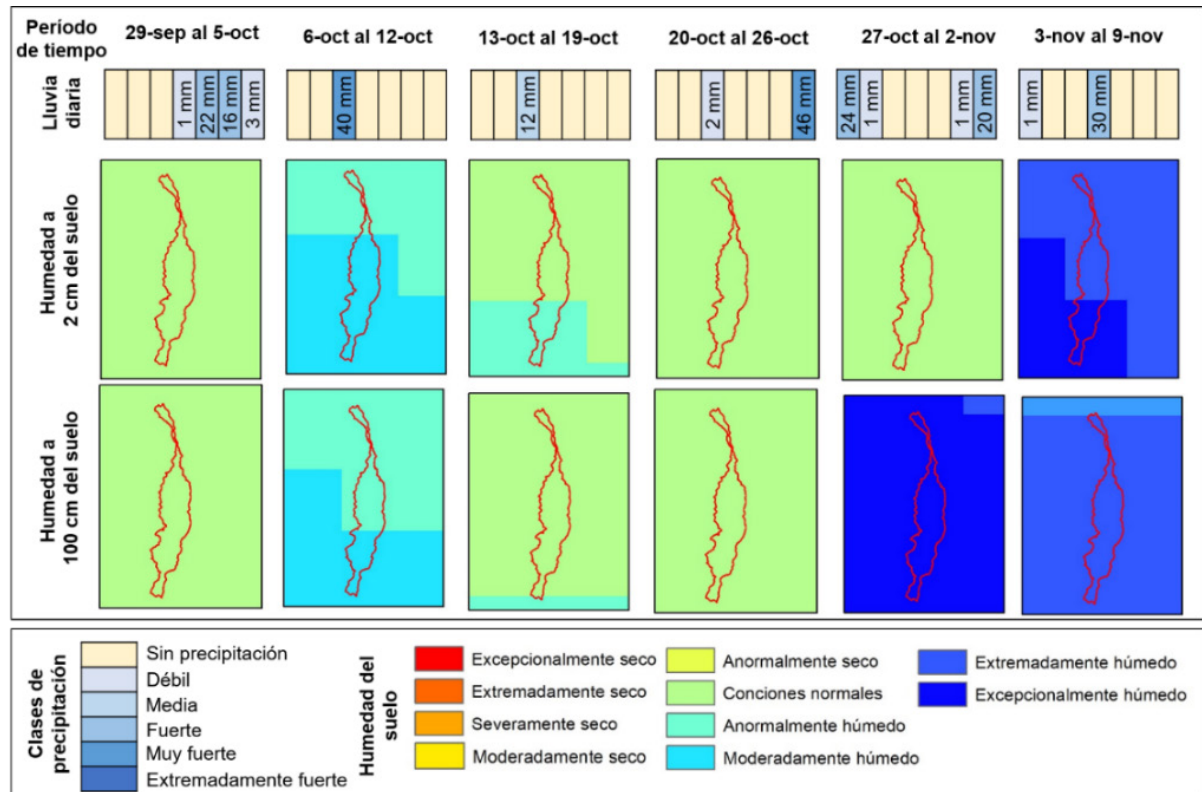 Período de tiempo
29-sep al 5-oct
6-oct al 12-oct
13-oct al 19-oct
20-oct al 26-oct
27-oct al 2-nov
3-nov al 9-nov
Lluvia diaria
1 mm
22 mm
16 mm
3 mm
40 mm
12 mm
2 mm
46 mm
24 mm
1 mm
1 mm
20 mm
1 mm
30 mm
Humedad a
2 cm del suelo
Humedad a
100 cm del suelo
Clases de
precipitación
Sin precipitación
Débil
Media
Fuerte
Muy fuerte
Extremadamente fuerte
Humedad del
suelo
Excepcionalmente seco
Extremadamente seco
Severamente seco
Moderadamente seco
Anormalmente seco
Conciones normales
Anormalmente húmedo
Moderadamente húmedo
Extremadamente húmedo
Excepcionalmente húmedo